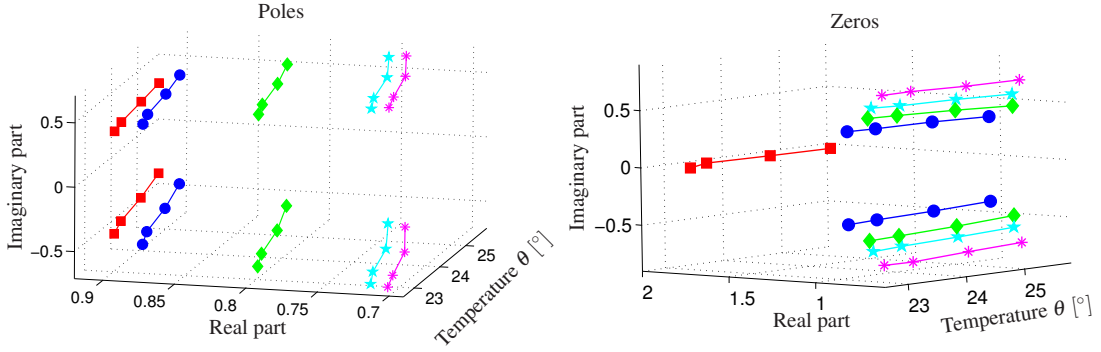 Poles
Imaginary part
0.5
0
−0.5
0.9
0.85
0.8
0.75
0.7
Real part
23
24
25
Temperature θ [°]
Zeros
Imaginary part
0.5
0
−0.5
2
1.5
1
Real part
23
24
25
Temperature θ [°]